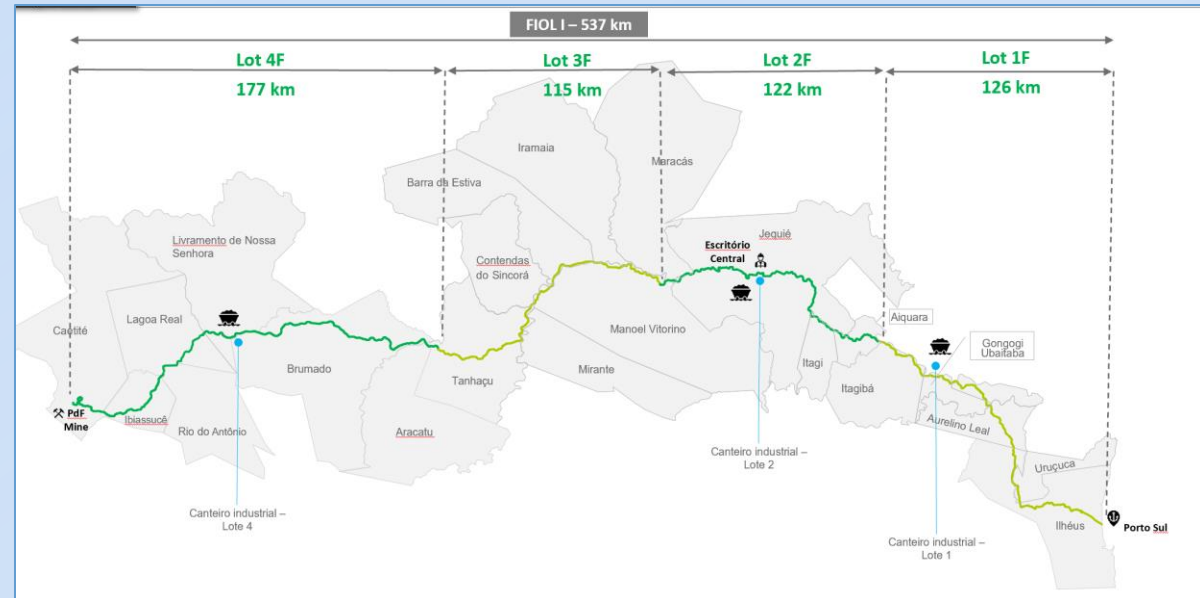 FIOL I – 537 km
Lot 4F
Lot 3F
Lot 2F
Lot 1F
177 km
115 km
122 km
126 km
Iramaia
Maracás
Barra da Estiva
Livramento de Nossa
Senhora
Jequié
Escritório
Central
Contendas
do Sincorá
Lagoa Real
Caetité
Aiquara
Manoel Vitorino
Gongogi
Ubaitaba
Brumado
Mirante
Tanhaçu
Itagi
Itagibá
PdF
Mine
Ibiassucê
Rio do Antônio
Aracatu
Aurelino Leal
Canteiro industrial –
Lote 2
Uruçuca
Canteiro industrial –
Lote 4
Ilhéus
Porto Sul
Canteiro industrial –
Lote 1